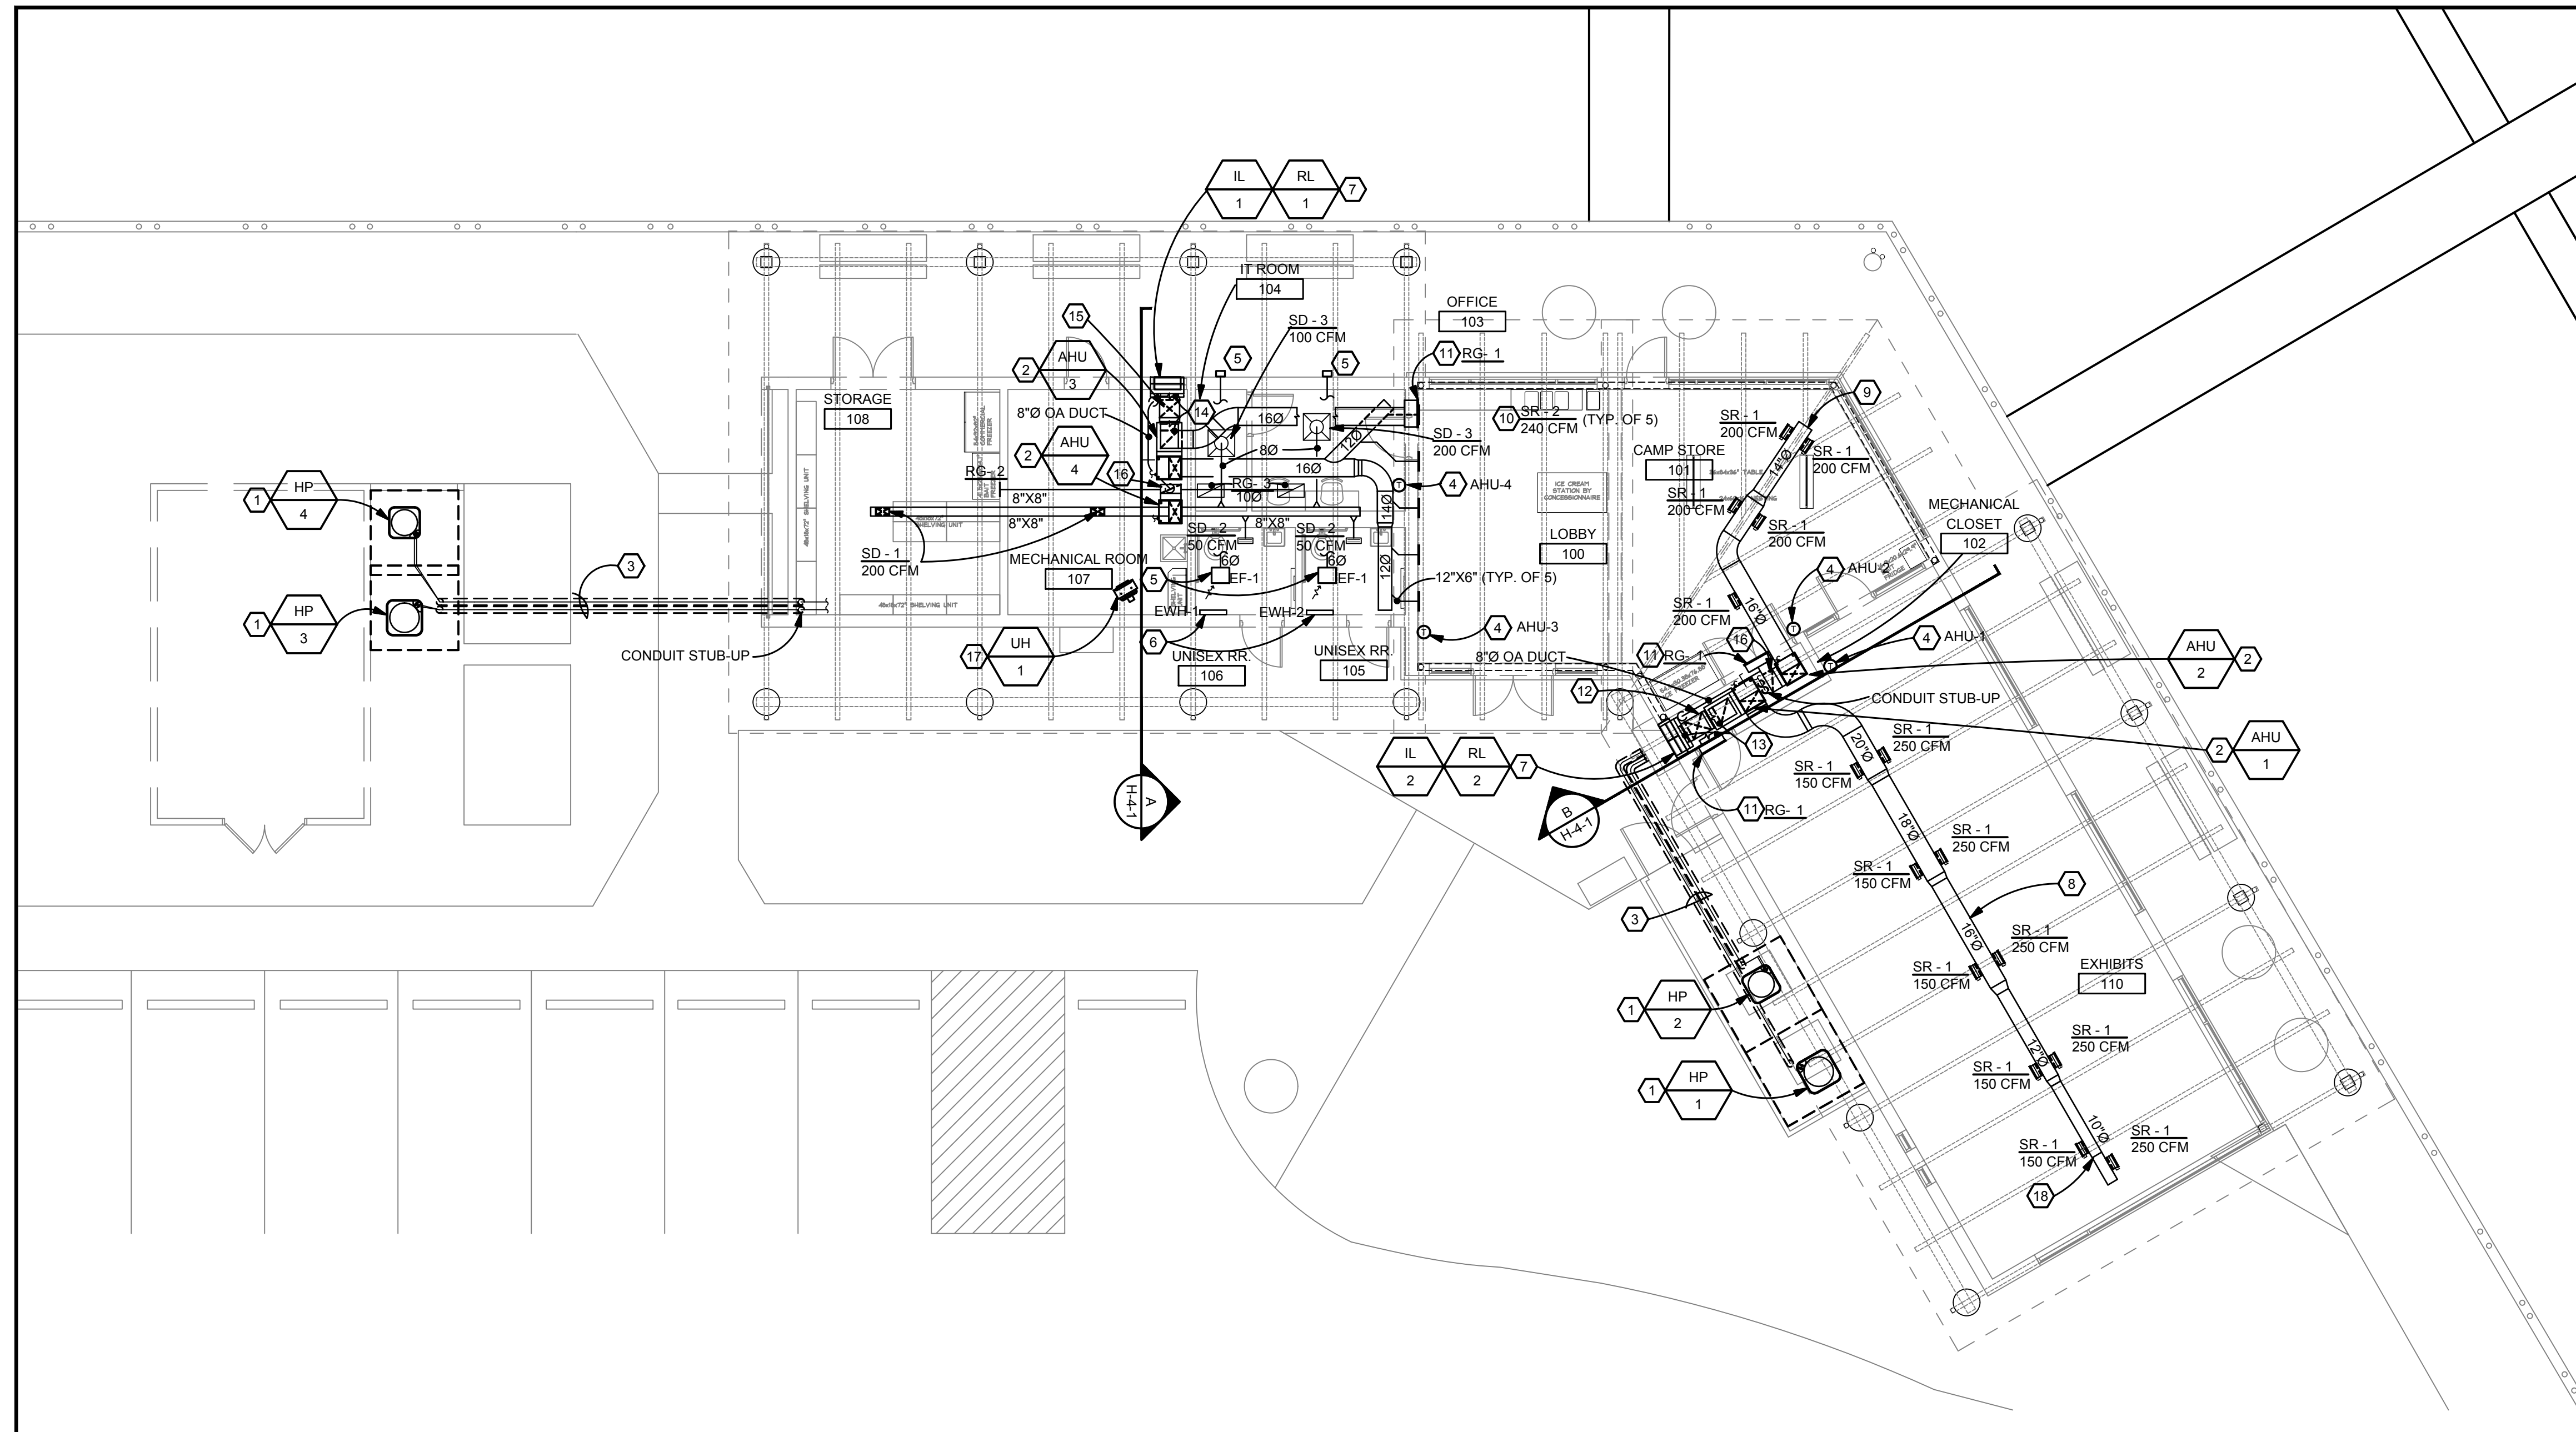 IL
1
RL
1
7
IT ROOM
104
OFFICE
103
15
AHU
3
2
SD - 3
100 CFM
5
5
11
RG- 1
STORAGE
108
8"Ø OA DUCT
14
16Ø
12Ø
9
10
SR - 2
240 CFM (TYP. OF 5)
SR - 1
200 CFM
SD - 3
200 CFM
AHU
4
2
8Ø
16Ø
CAMP STORE
101
14"Ø
SR - 1
200 CFM
RG- 2
16
8"X8"
RG- 3
10Ø
4
AHU-4
14Ø
ICE CREAM
STATION BY
CONCESSIONNAIRE
SR - 1
200 CFM
SR - 1
200 CFM
MECHANICAL
CLOSET
102
HP
4
1
8"X8"
8"X8"
48x18x72" SHELVING UNIT
SD - 2
50 CFM
SD - 2
50 CFM
LOBBY
100
SD - 1
200 CFM
MECHANICAL ROOM
107
3
5
6Ø
EF-1
6Ø
EF-1
12Ø
12"X6" (TYP. OF 5)
4
AHU-2
48x18x72" SHELVING UNIT
HP
3
1
EWH-1
EWH-2
SR - 1
200 CFM
16"Ø
4
AHU-3
16
4
AHU-1
CONDUIT STUB-UP
17
UH
1
6
UNISEX RR.
106
UNISEX RR.
105
8"Ø OA DUCT
11
RG- 1
AHU
2
2
12
CONDUIT STUB-UP
IL
2
RL
2
7
13
20"Ø
SR - 1
250 CFM
2
AHU
1
SR - 1
150 CFM
A
H-4-1
B
H-4-1
11
RG- 1
18"Ø
SR - 1
250 CFM
SR - 1
150 CFM
8
3
16"Ø
SR - 1
250 CFM
SR - 1
150 CFM
EXHIBITS
110
1
HP
2
12"Ø
SR - 1
250 CFM
SR - 1
150 CFM
1
HP
1
10"Ø
SR - 1
250 CFM
SR - 1
150 CFM
18